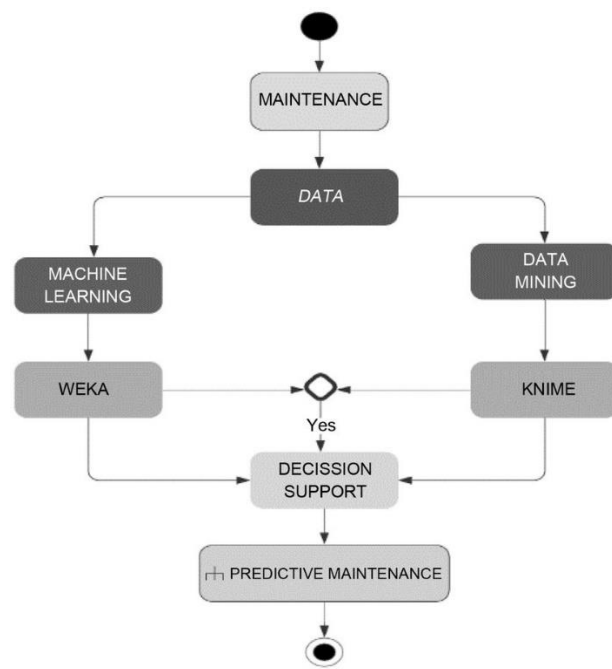 MAINTENANCE
DATA
MACHINE
LEARNING
DATA
MINING
WEKA
KNIME
Yes
DECISSION
SUPPORT
PREDICTIVE MAINTENANCE